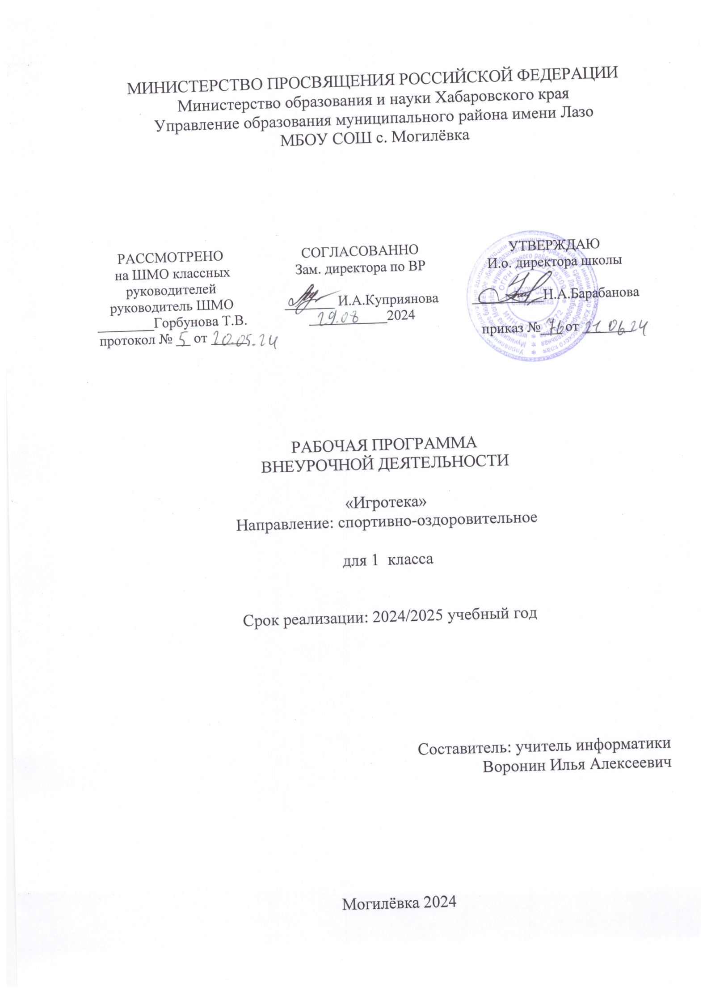 МИНИСТЕРСТВО ПРОСВЯЩЕНИЯ РОССИЙСКОЙ ФЕДЕРАЦИИ
Министерство образования и науки Хабаровского края
Управление образования муниципального района имени Лазо
МБОУ СОШ с. Могилёвка
РАССМОТРЕНО
на ШМО классных
руководителей
руководитель ШМО
Горбунова Т.В.
протокол № 5 от 20.05.24
СОГЛАСОВАННО
Зам. директора по ВР
И.А.Куприянова
29.08 2024
УТВЕРЖДАЮ
И.о. директора школы
Н.А.Барабанова
приказ № 76 от 21.06.24
МБОУ СОШ
РАБОЧАЯ ПРОГРАММА
ВНЕУРОЧНОЙ ДЕЯТЕЛЬНОСТИ
«Игротека»
Направление: спортивно-оздоровительное
для 1 класса
Срок реализации: 2024/2025 учебный год
Составитель: учитель информатики
Воронин Илья Алексеевич
Могилёвка 2024